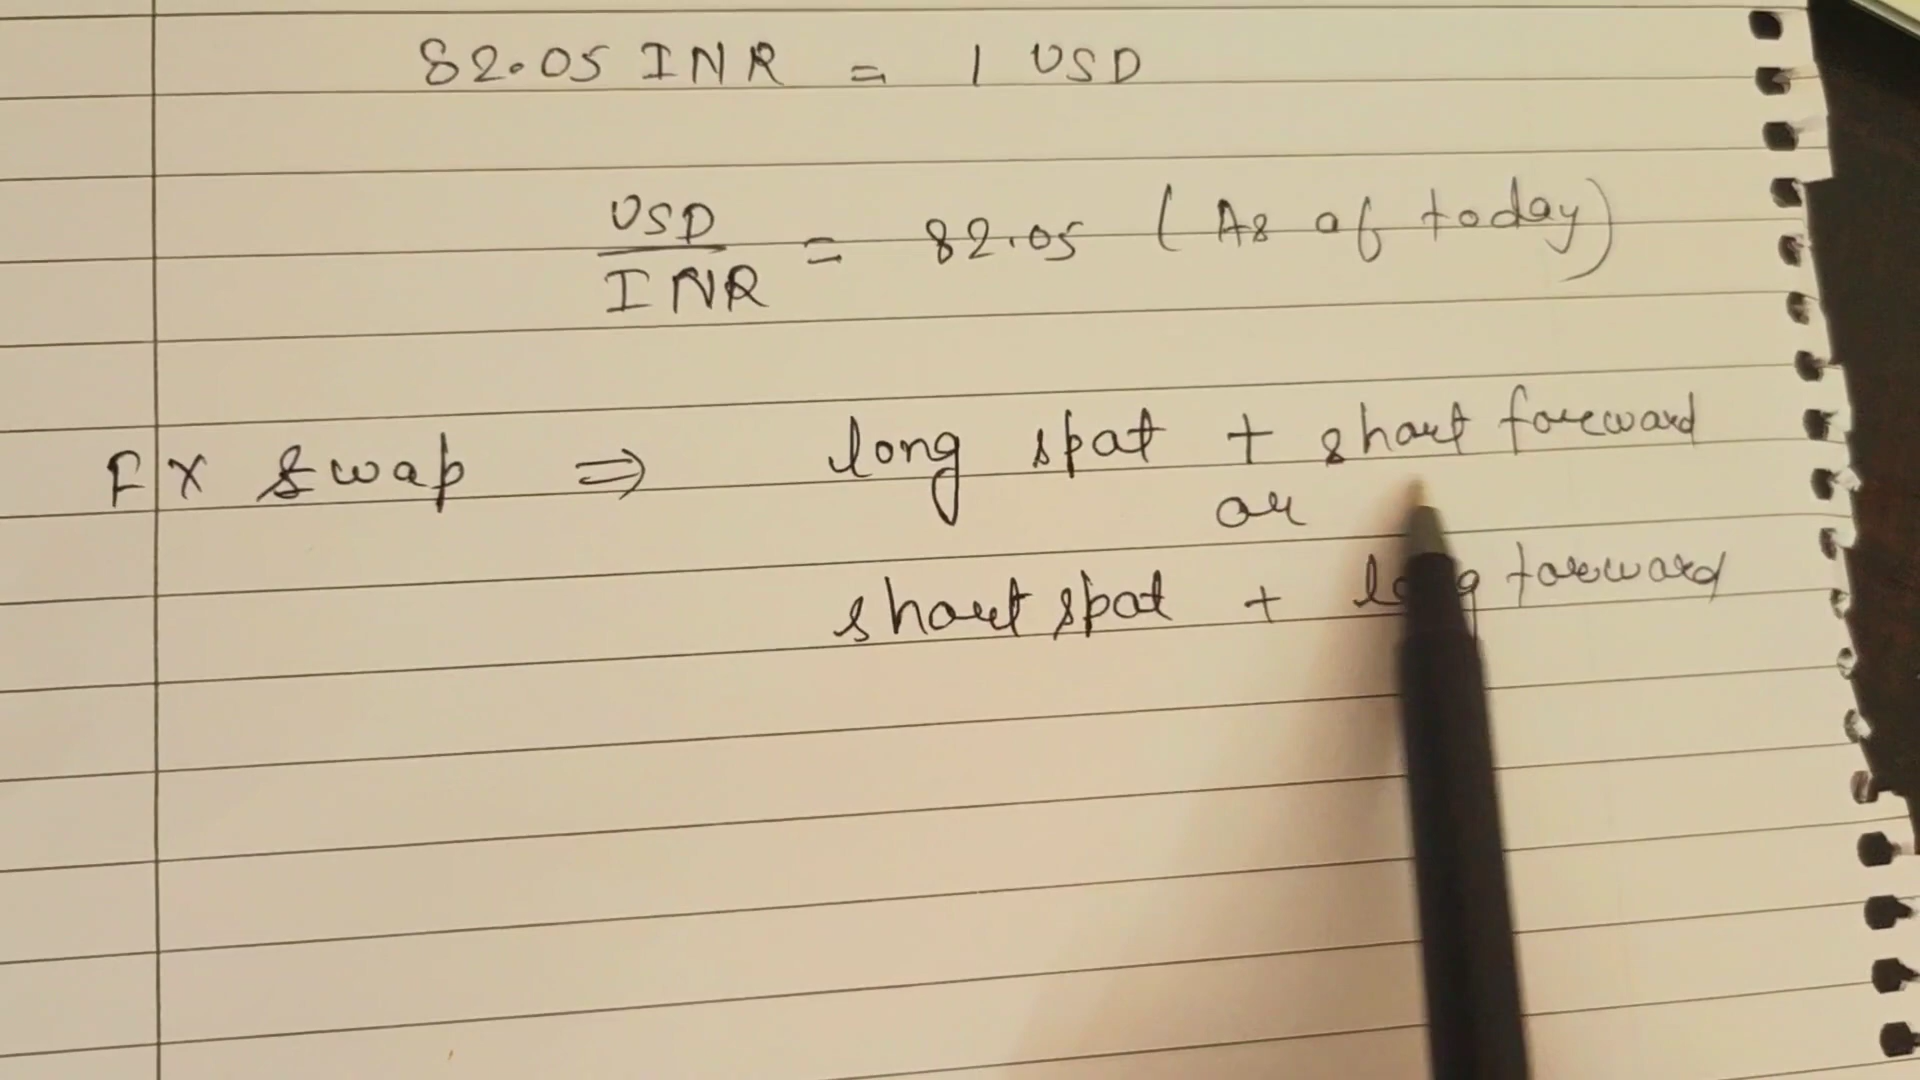 82.05 INR = 1 USD
USD
INR = 82.05 (As of today)
FX swap ⇒ long spot + short forward
or
short spot + long forward